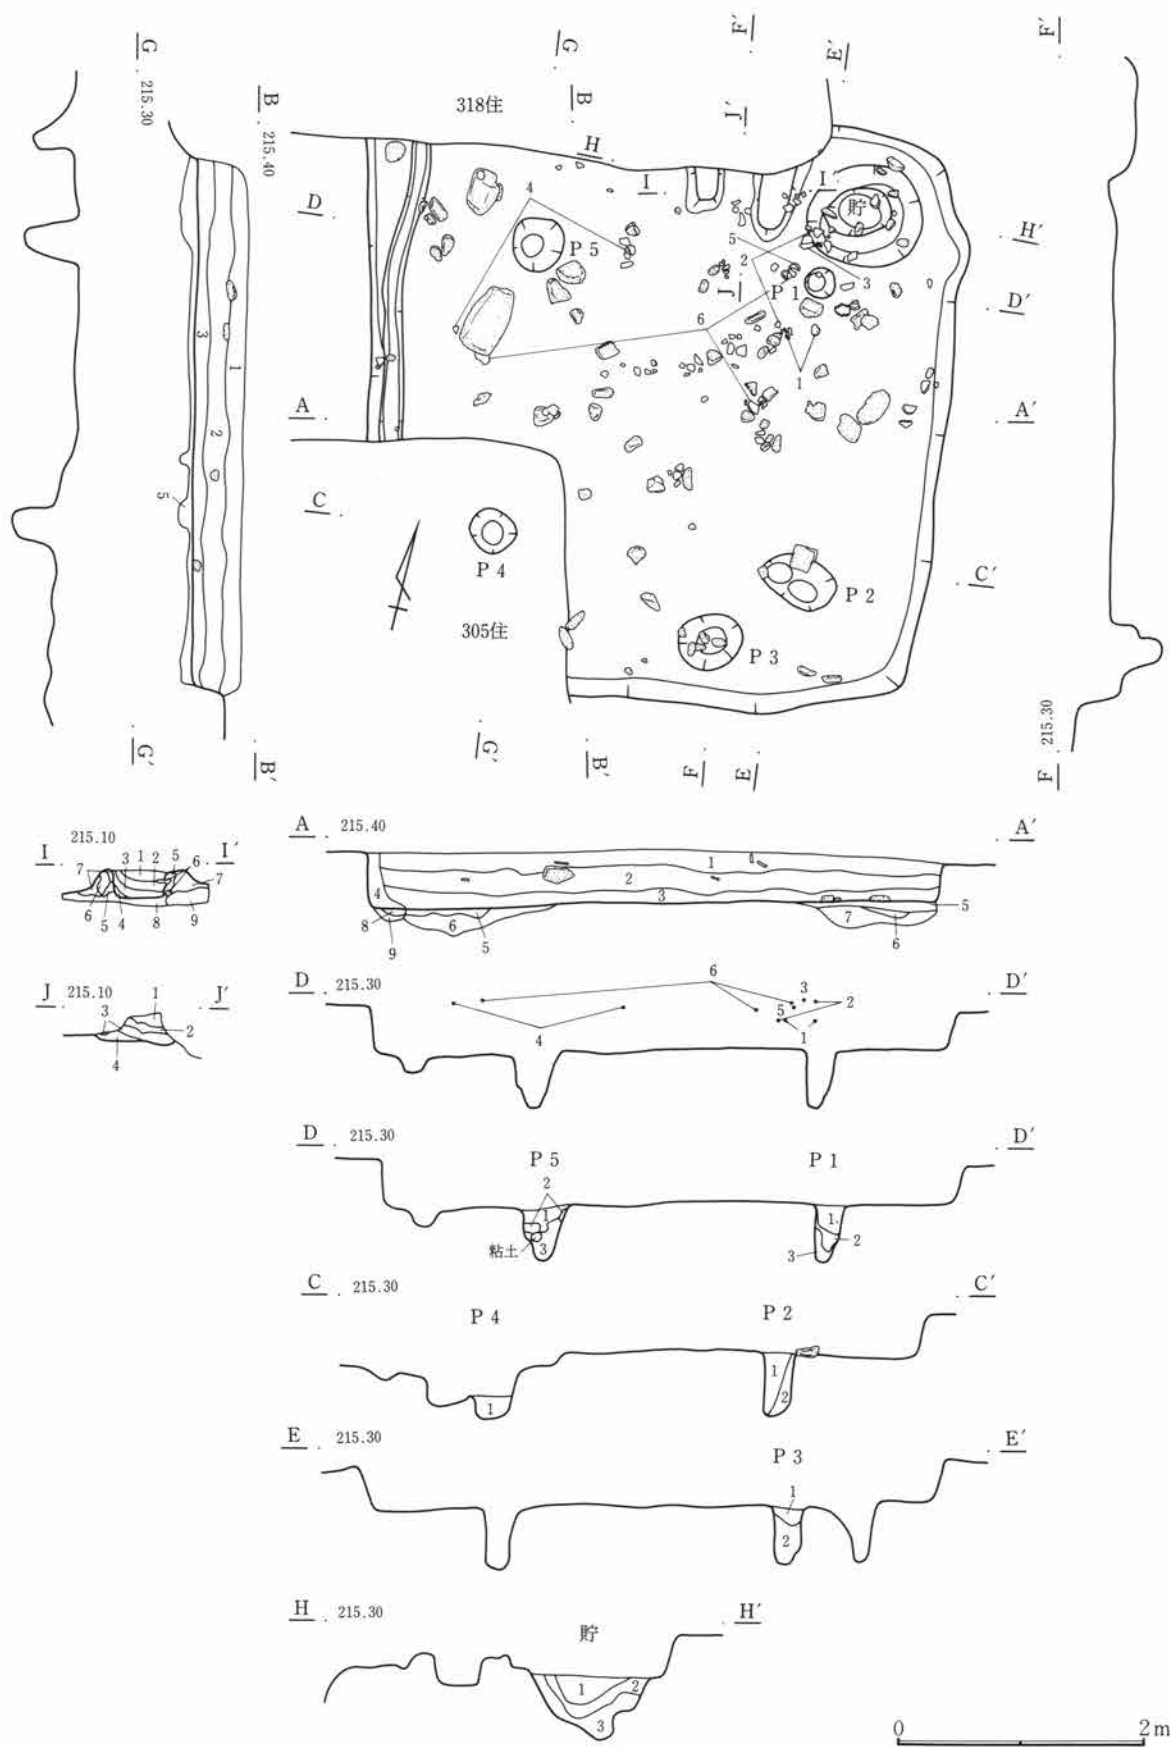 G 215.30
B 215.40
G
B
F′
E′
F′
J′
318住
H
I
I′
貯
H′
D
4
P 5
5
2
J
P 1
3
D′
6
1
A
A′
3
2
1
5
C
P 4
305住
P 2
C′
P 3
G′
B′
G′
B′
F
E
F 215.30
I 215.10 I′
7 3 1 2 5 6 7
6 5 4 8 9
A 215.40 A′
1
2
3
4
5
8 6 5 7 6
9
J 215.10 J′
3 1
2
4
D 215.30 D′
6 3 2
5
4 1
D 215.30 D′
P 5 P 1
2
1 1
粘土 3 3 2
C 215.30 C′
P 4 P 2
1 1 2
E 215.30 E′
P 3
1
2
H 215.30 H′
貯
1 2
3
0 2m